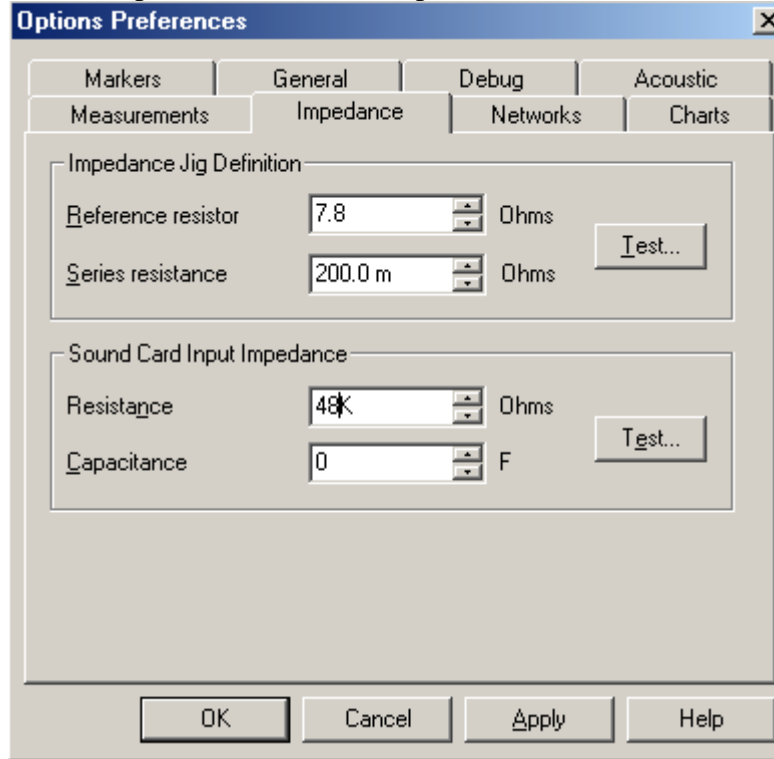 Options Preferences
Markers General Debug Acoustic
Measurements Impedance Networks Charts
Impedance Jig Definition
Reference resistor 7.8 Ohms
Test...
Series resistance 200.0 m Ohms
Sound Card Input Impedance
Resistance 48K Ohms
Test...
Capacitance 0 F
OK Cancel Apply Help